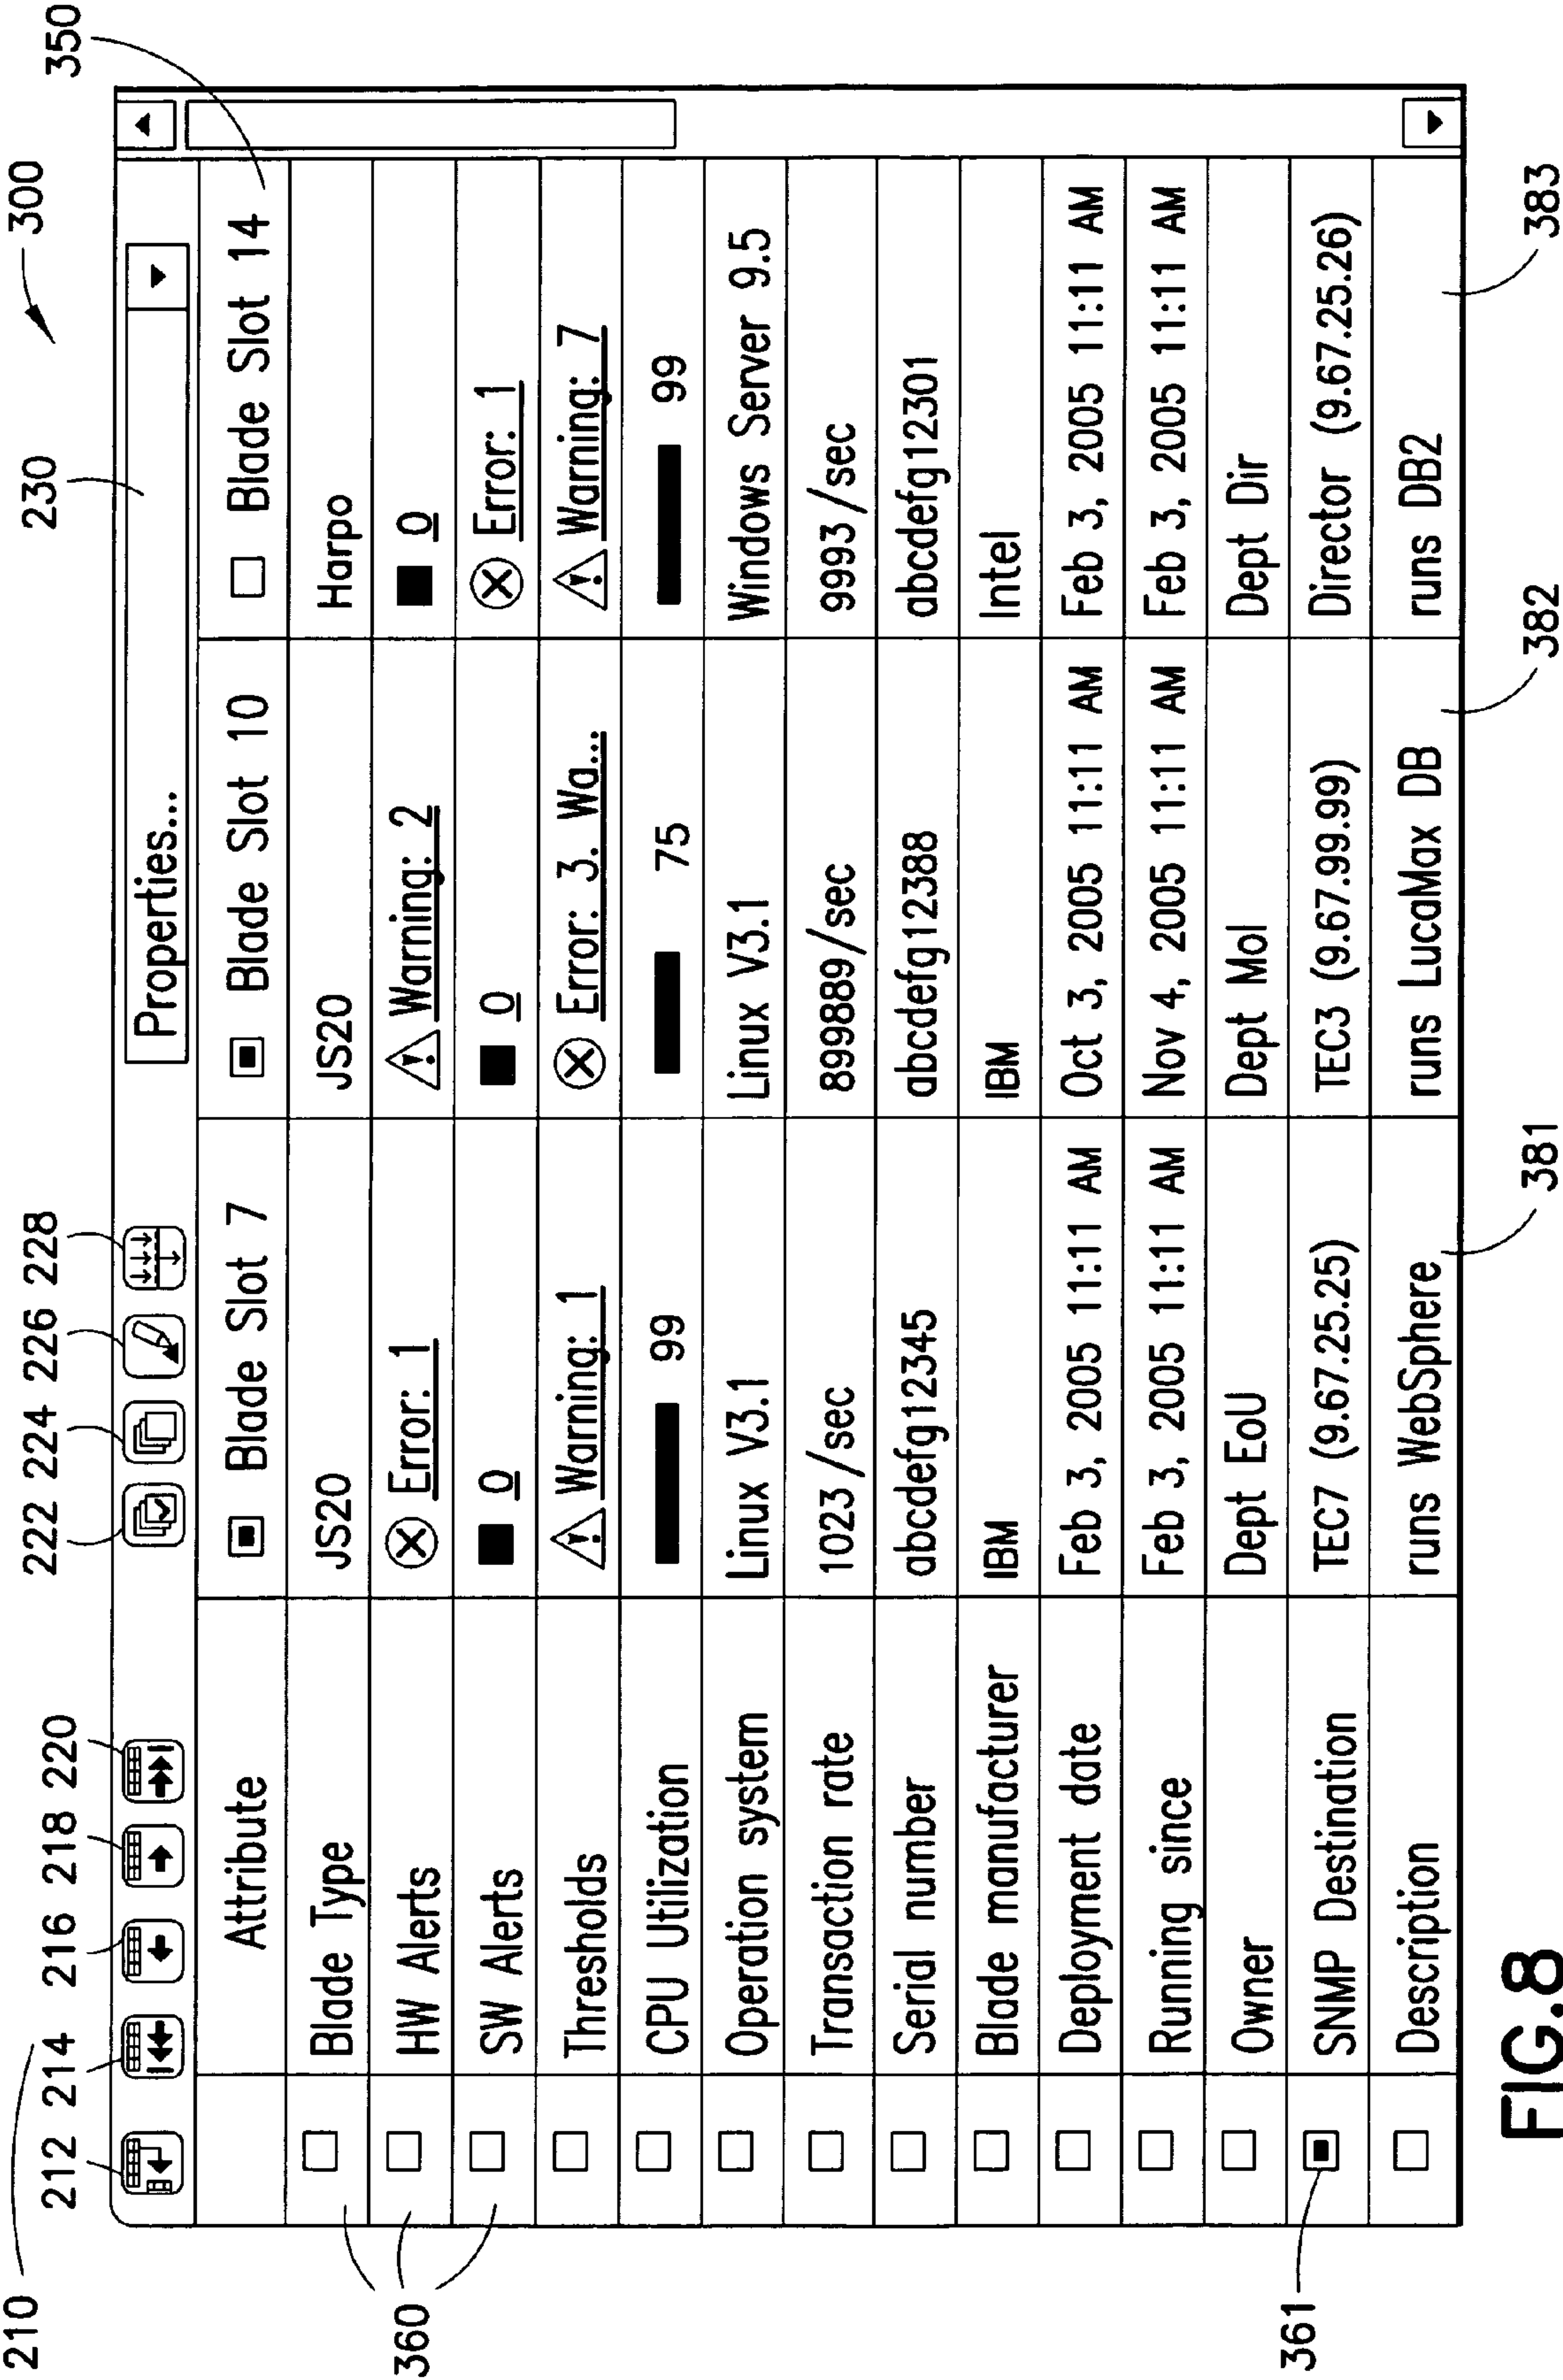 210
300
212 214 216 218 220 222 224 226 228 230 350
Properties...
Attribute Blade Slot 7 Blade Slot 10 Blade Slot 14
Blade Type JS20 JS20 Harpo
HW Alerts Error: 1 Warning: 2 0
SW Alerts 0 0 Error: 1
Thresholds Warning: 1 Error: 3. Wa... Warning: 7
CPU Utilization 99 75 99
Operation system Linux V3.1 Linux V3.1 Windows Server 9.5
Transaction rate 1023/sec 899889/sec 9993/sec
Serial number abcdefg12345 abcdefg12388 abcdefg12301
Blade manufacturer IBM IBM Intel
Deployment date Feb 3, 2005 11:11 AM Oct 3, 2005 11:11 AM Feb 3, 2005 11:11 AM
Running since Feb 3, 2005 11:11 AM Nov 4, 2005 11:11 AM Feb 3, 2005 11:11 AM
Owner Dept EoU Dept Mol Dept Dir
SNMP Destination TEC7 (9.67.25.25) TEC3 (9.67.99.99) Director (9.67.25.26)
Description runs WebSphere runs LucaMax DB runs DB2
360
361
381 382 383
FIG.8